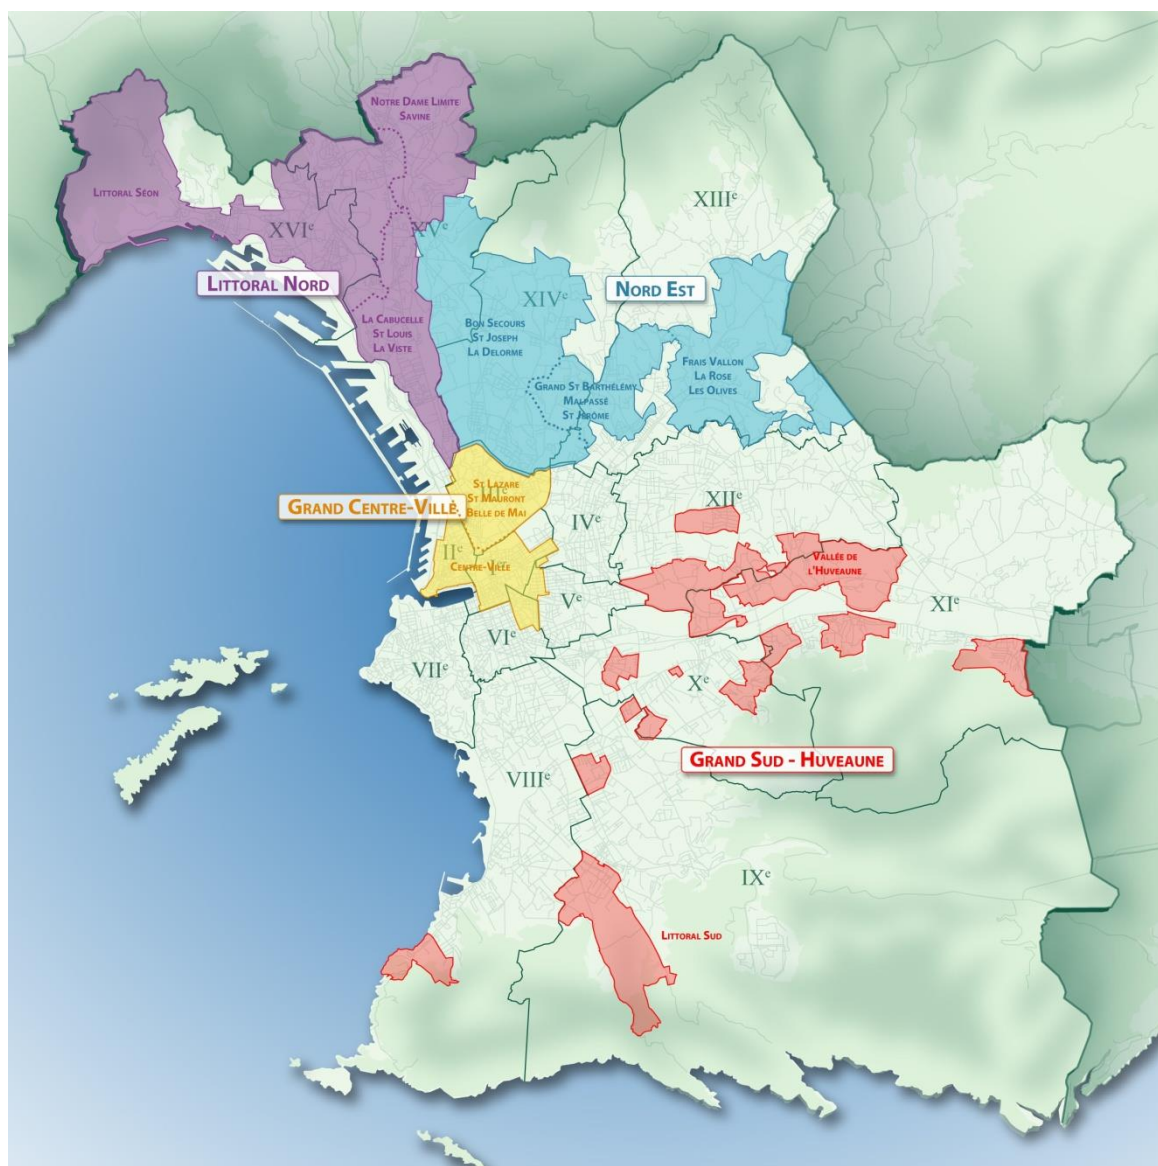 Notre Dame Limite
Savine
Littoral Séon
XIIIᵉ
XVIᵉ
XVᵉ
Littoral Nord
XIVᵉ
Nord Est
La Cabucelle
St Louis
La Viste
Bon Secours
St Joseph
La Delorme
Frais Vallon
La Rose
Les Olives
Grand St Barthélémy
Malpassé
St Jérôme
St Lazare
St Mauront
Belle de Mai
IIIᵉ
Grand Centre-Ville
XIIᵉ
IVᵉ
IIᵉ
Iᵉ
Centre-Ville
Vallée de
l'Huveaune
Vᵉ
XIᵉ
VIᵉ
VIIᵉ
Xᵉ
Grand Sud - Huveaune
VIIIᵉ
IXᵉ
Littoral Sud